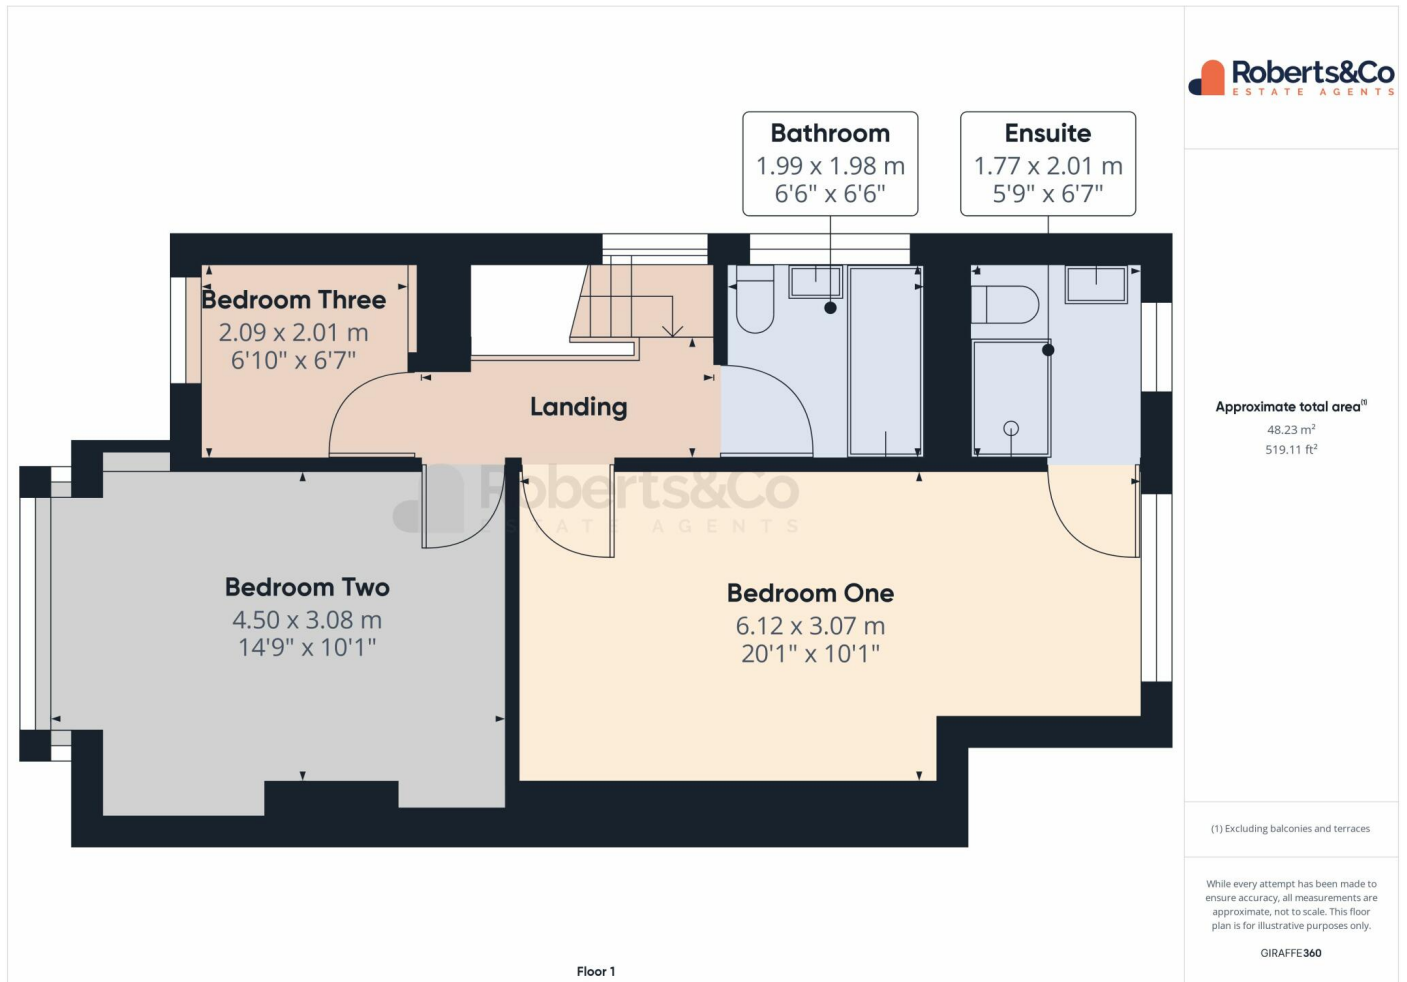 Roberts&Co
ESTATE AGENTS
Bathroom
1.99 x 1.98 m
6'6" x 6'6"
Ensuite
1.77 x 2.01 m
5'9" x 6'7"
Bedroom Three
2.09 x 2.01 m
6'10" x 6'7"
Landing
Roberts&Co
ESTATE AGENTS
Bedroom Two
4.50 x 3.08 m
14'9" x 10'1"
Bedroom One
6.12 x 3.07 m
20'1" x 10'1"
Floor 1
Approximate total area(1)
48.23 m²
519.11 ft²
(1) Excluding balconies and terraces
While every attempt has been made to
ensure accuracy, all measurements are
approximate, not to scale. This floor
plan is for illustrative purposes only.
GIRAFFE360